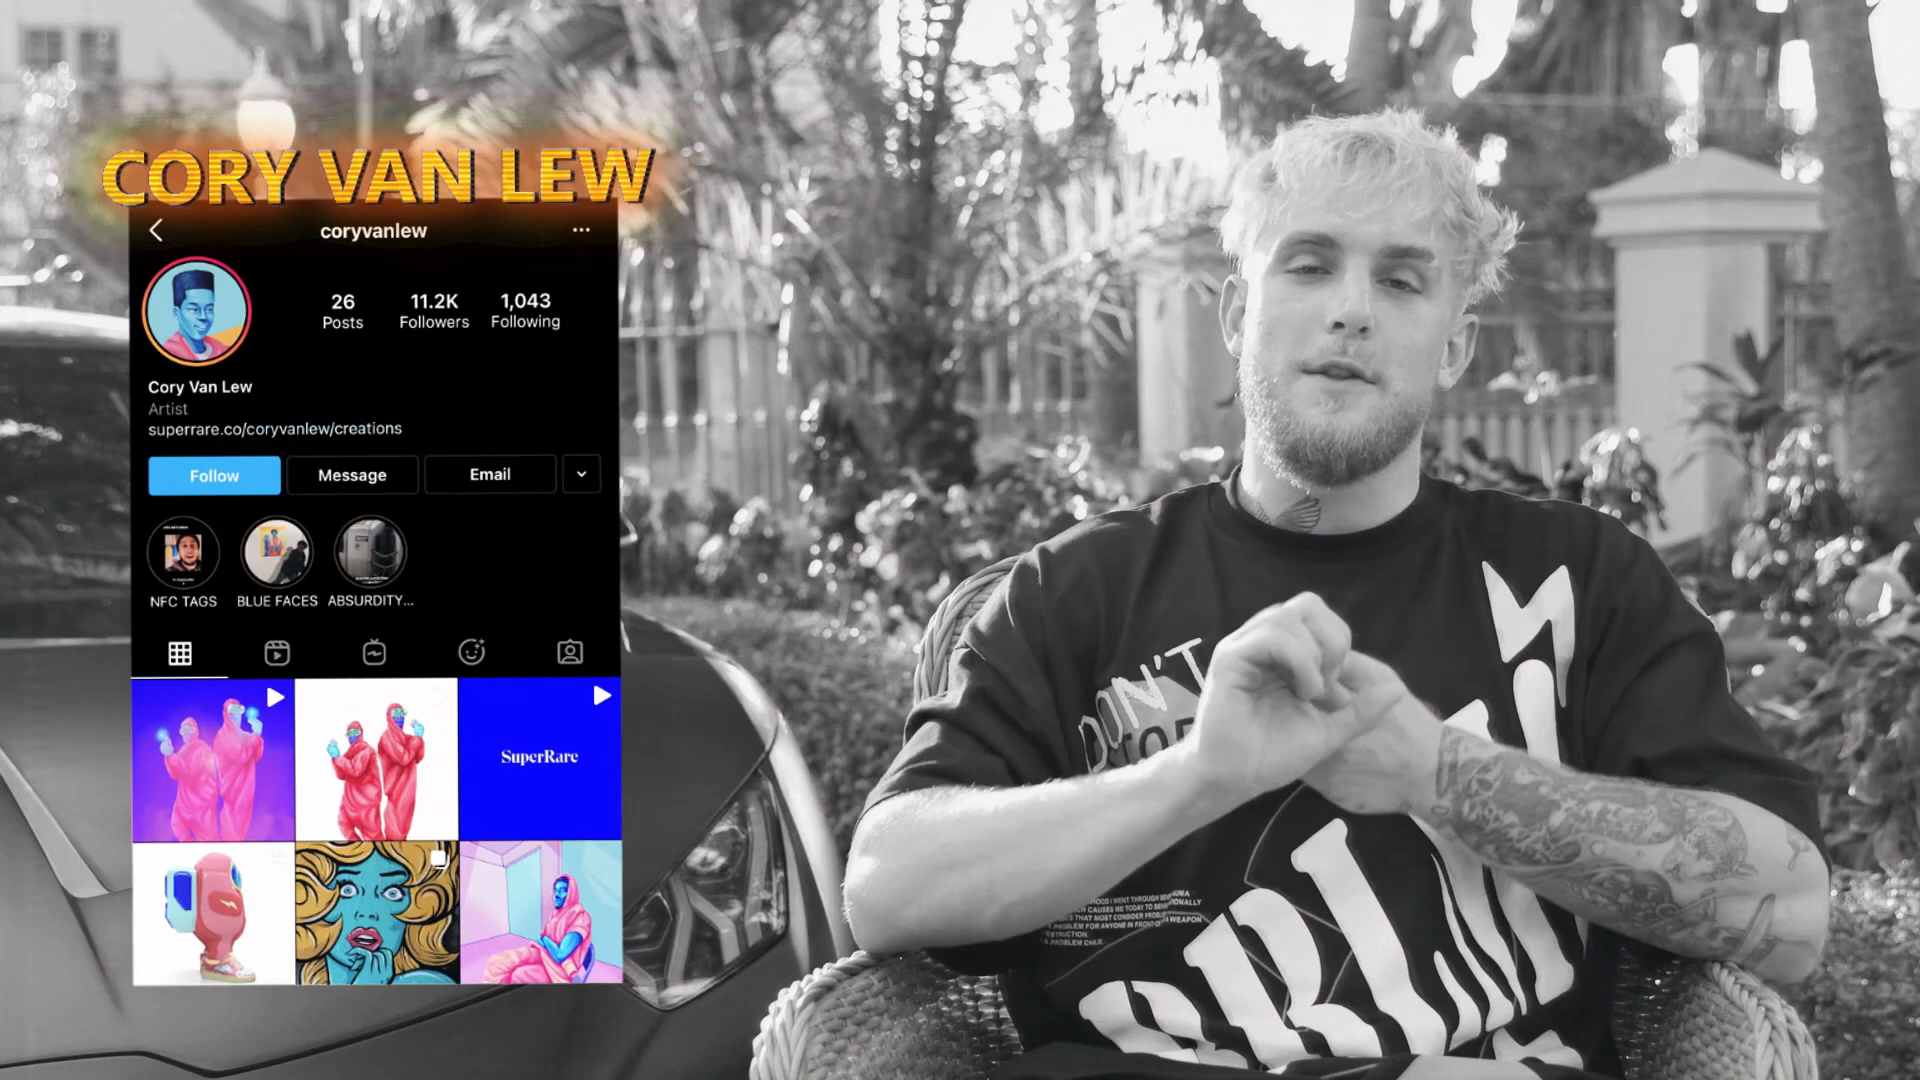 CORY VAN LEW
coryvanlew
26
Posts
11.2K
Followers
1,043
Following
Cory Van Lew
Artist
superrare.co/coryvanlew/creations
Follow
Message
Email
NFC TAGS
BLUE FACES
ABSURDITY...
SuperRare
DON'T